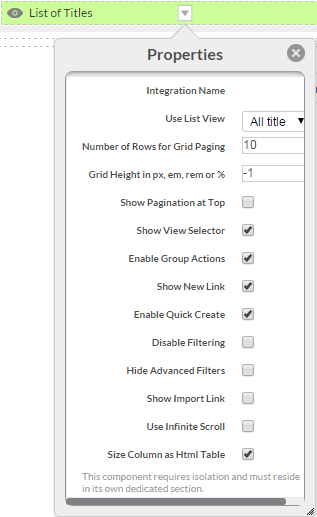 List of Titles
Properties
Integration Name
Use List View
All title
Number of Rows for Grid Paging
10
Grid Height in px, em, rem or %
-1
Show Pagination at Top
Show View Selector
Enable Group Actions
Show New Link
Enable Quick Create
Disable Filtering
Hide Advanced Filters
Show Import Link
Use Infinite Scroll
Size Column as Html Table
This component requires isolation and must reside
in its own dedicated section.